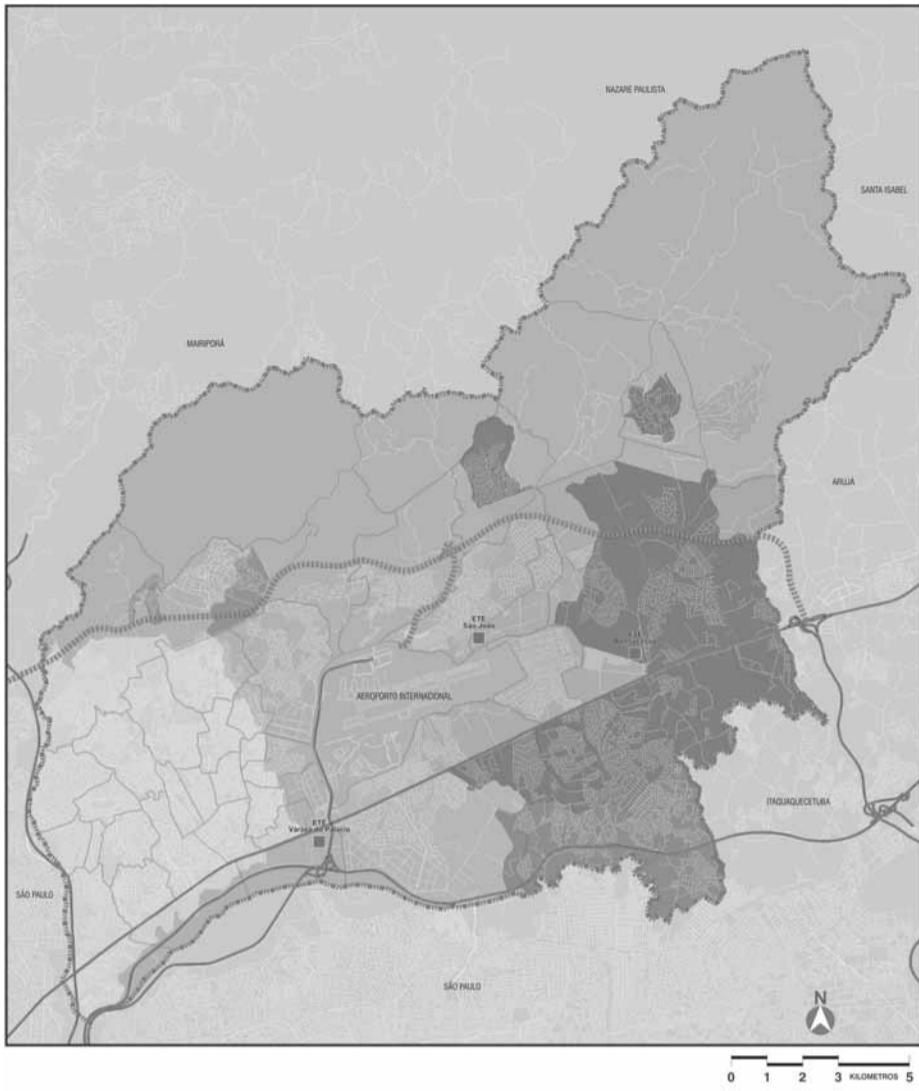 NAZARÉ PAULISTA
SANTA ISABEL
MAIRIPORÃ
ARUJÁ
ETE
São João
ETE
AEROPORTO INTERNACIONAL
ITAQUAQUECETUBA
ETE
Várzea do Palácio
SÃO PAULO
SÃO PAULO
N
0 1 2 3 KILOMETROS 5